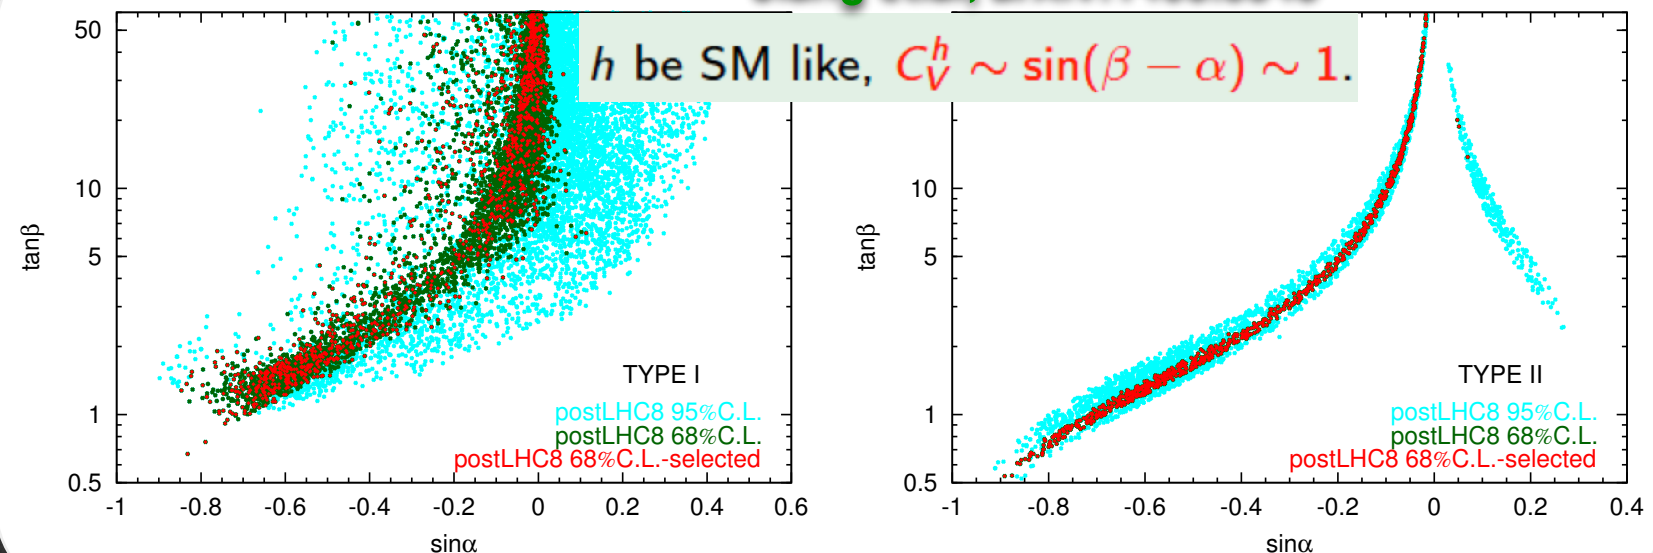 h be SM like, C_V^h ∼ sin(β − α) ∼ 1.
50
10
5
1
0.5
tanβ
TYPE I
postLHC8 95%C.L.
postLHC8 68%C.L.
postLHC8 68%C.L.-selected
-1 -0.8 -0.6 -0.4 -0.2 0 0.2 0.4 0.6
sinα
10
5
1
0.5
tanβ
TYPE II
postLHC8 95%C.L.
postLHC8 68%C.L.
postLHC8 68%C.L.-selected
-1 -0.8 -0.6 -0.4 -0.2 0 0.2 0.4
sinα